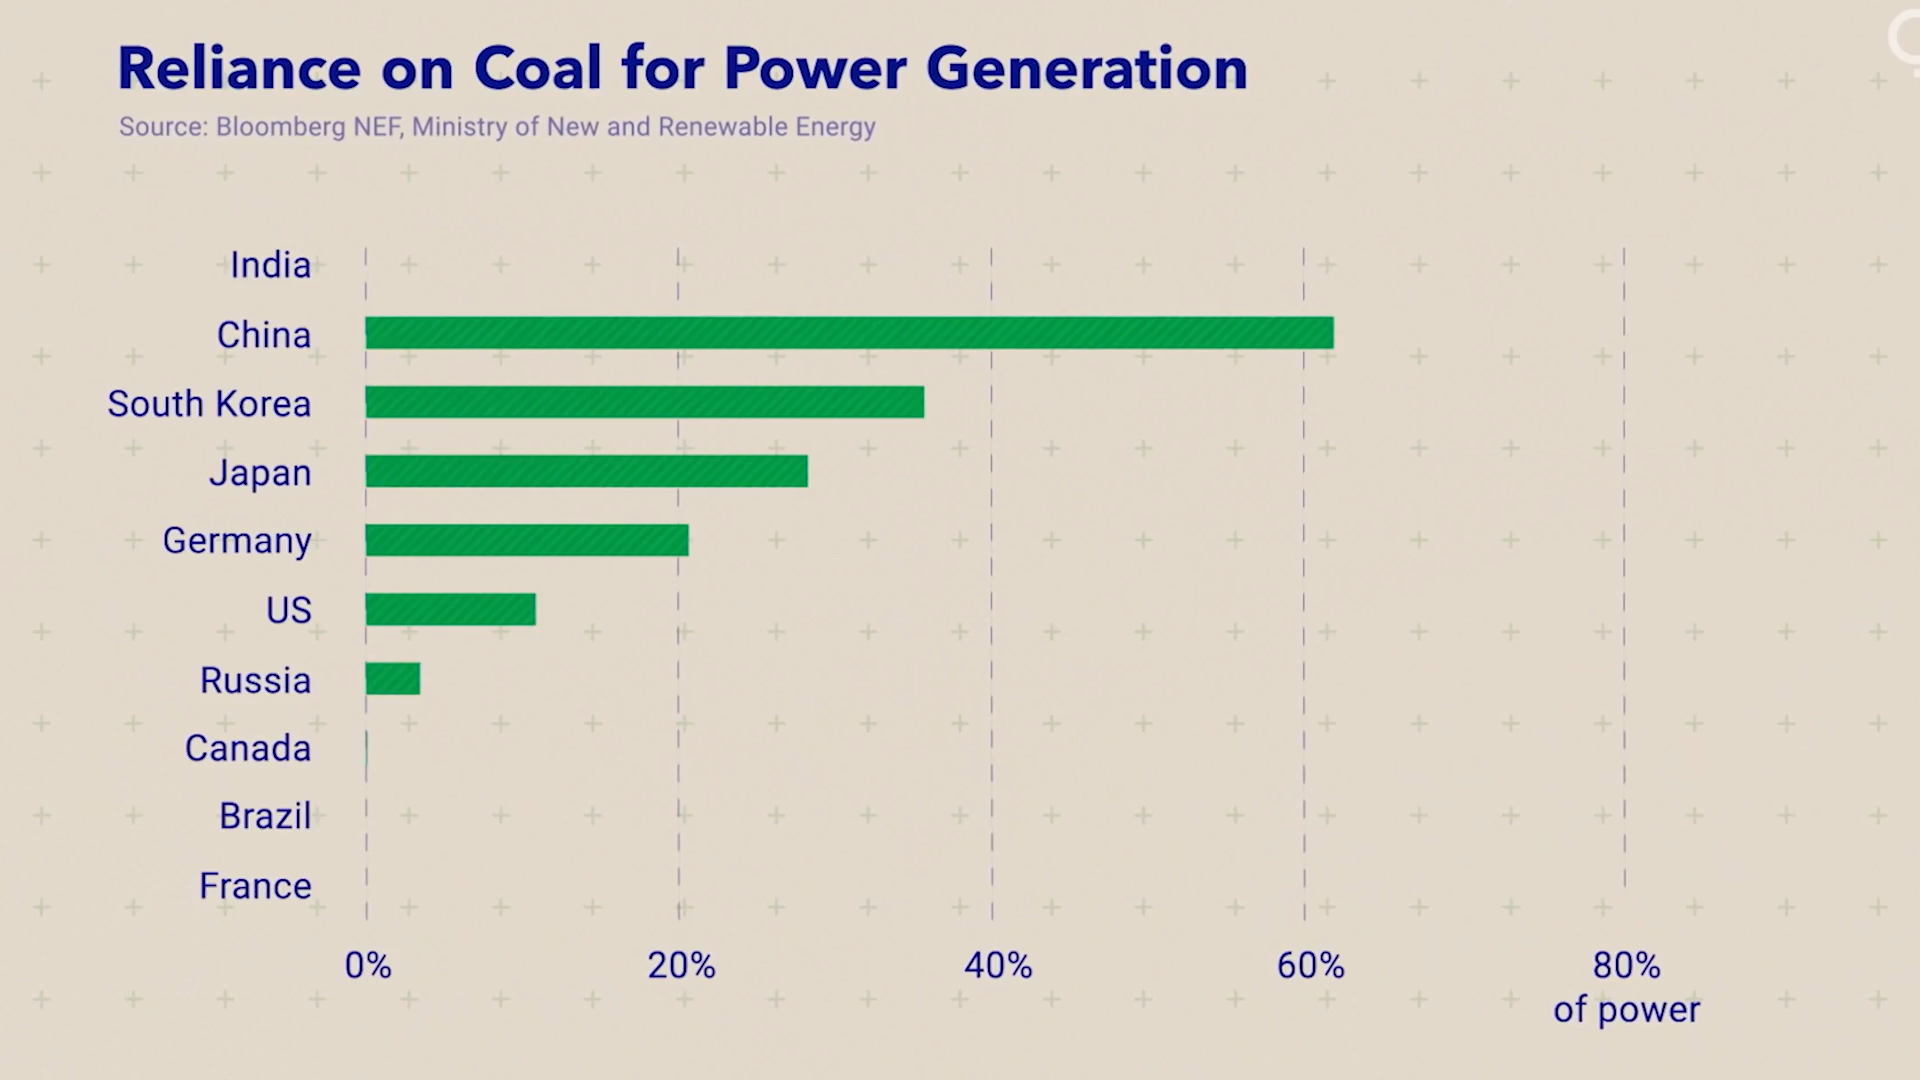 Reliance on Coal for Power Generation
Source: Bloomberg NEF, Ministry of New and Renewable Energy
India
China
South Korea
Japan
Germany
US
Russia
Canada
Brazil
France
0% 20% 40% 60% 80%
of power